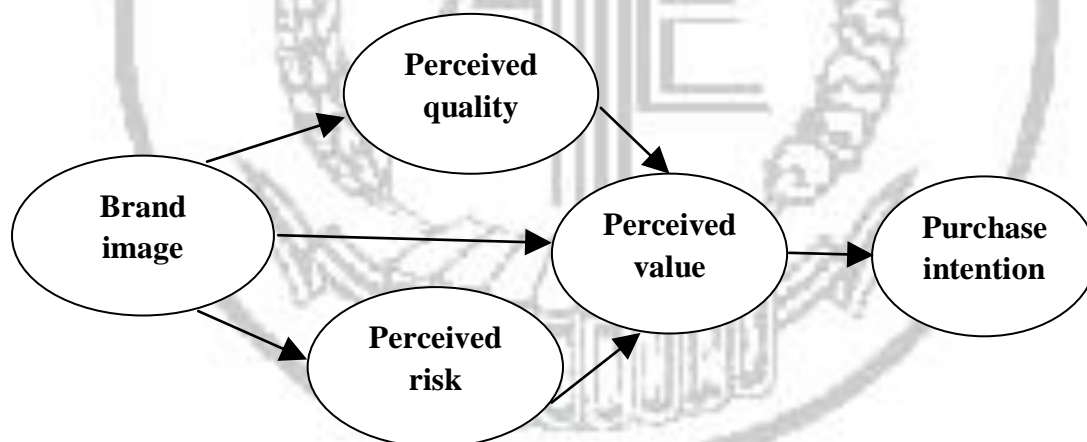 Perceived
quality
Brand
image
Perceived
value
Purchase
intention
Perceived
risk